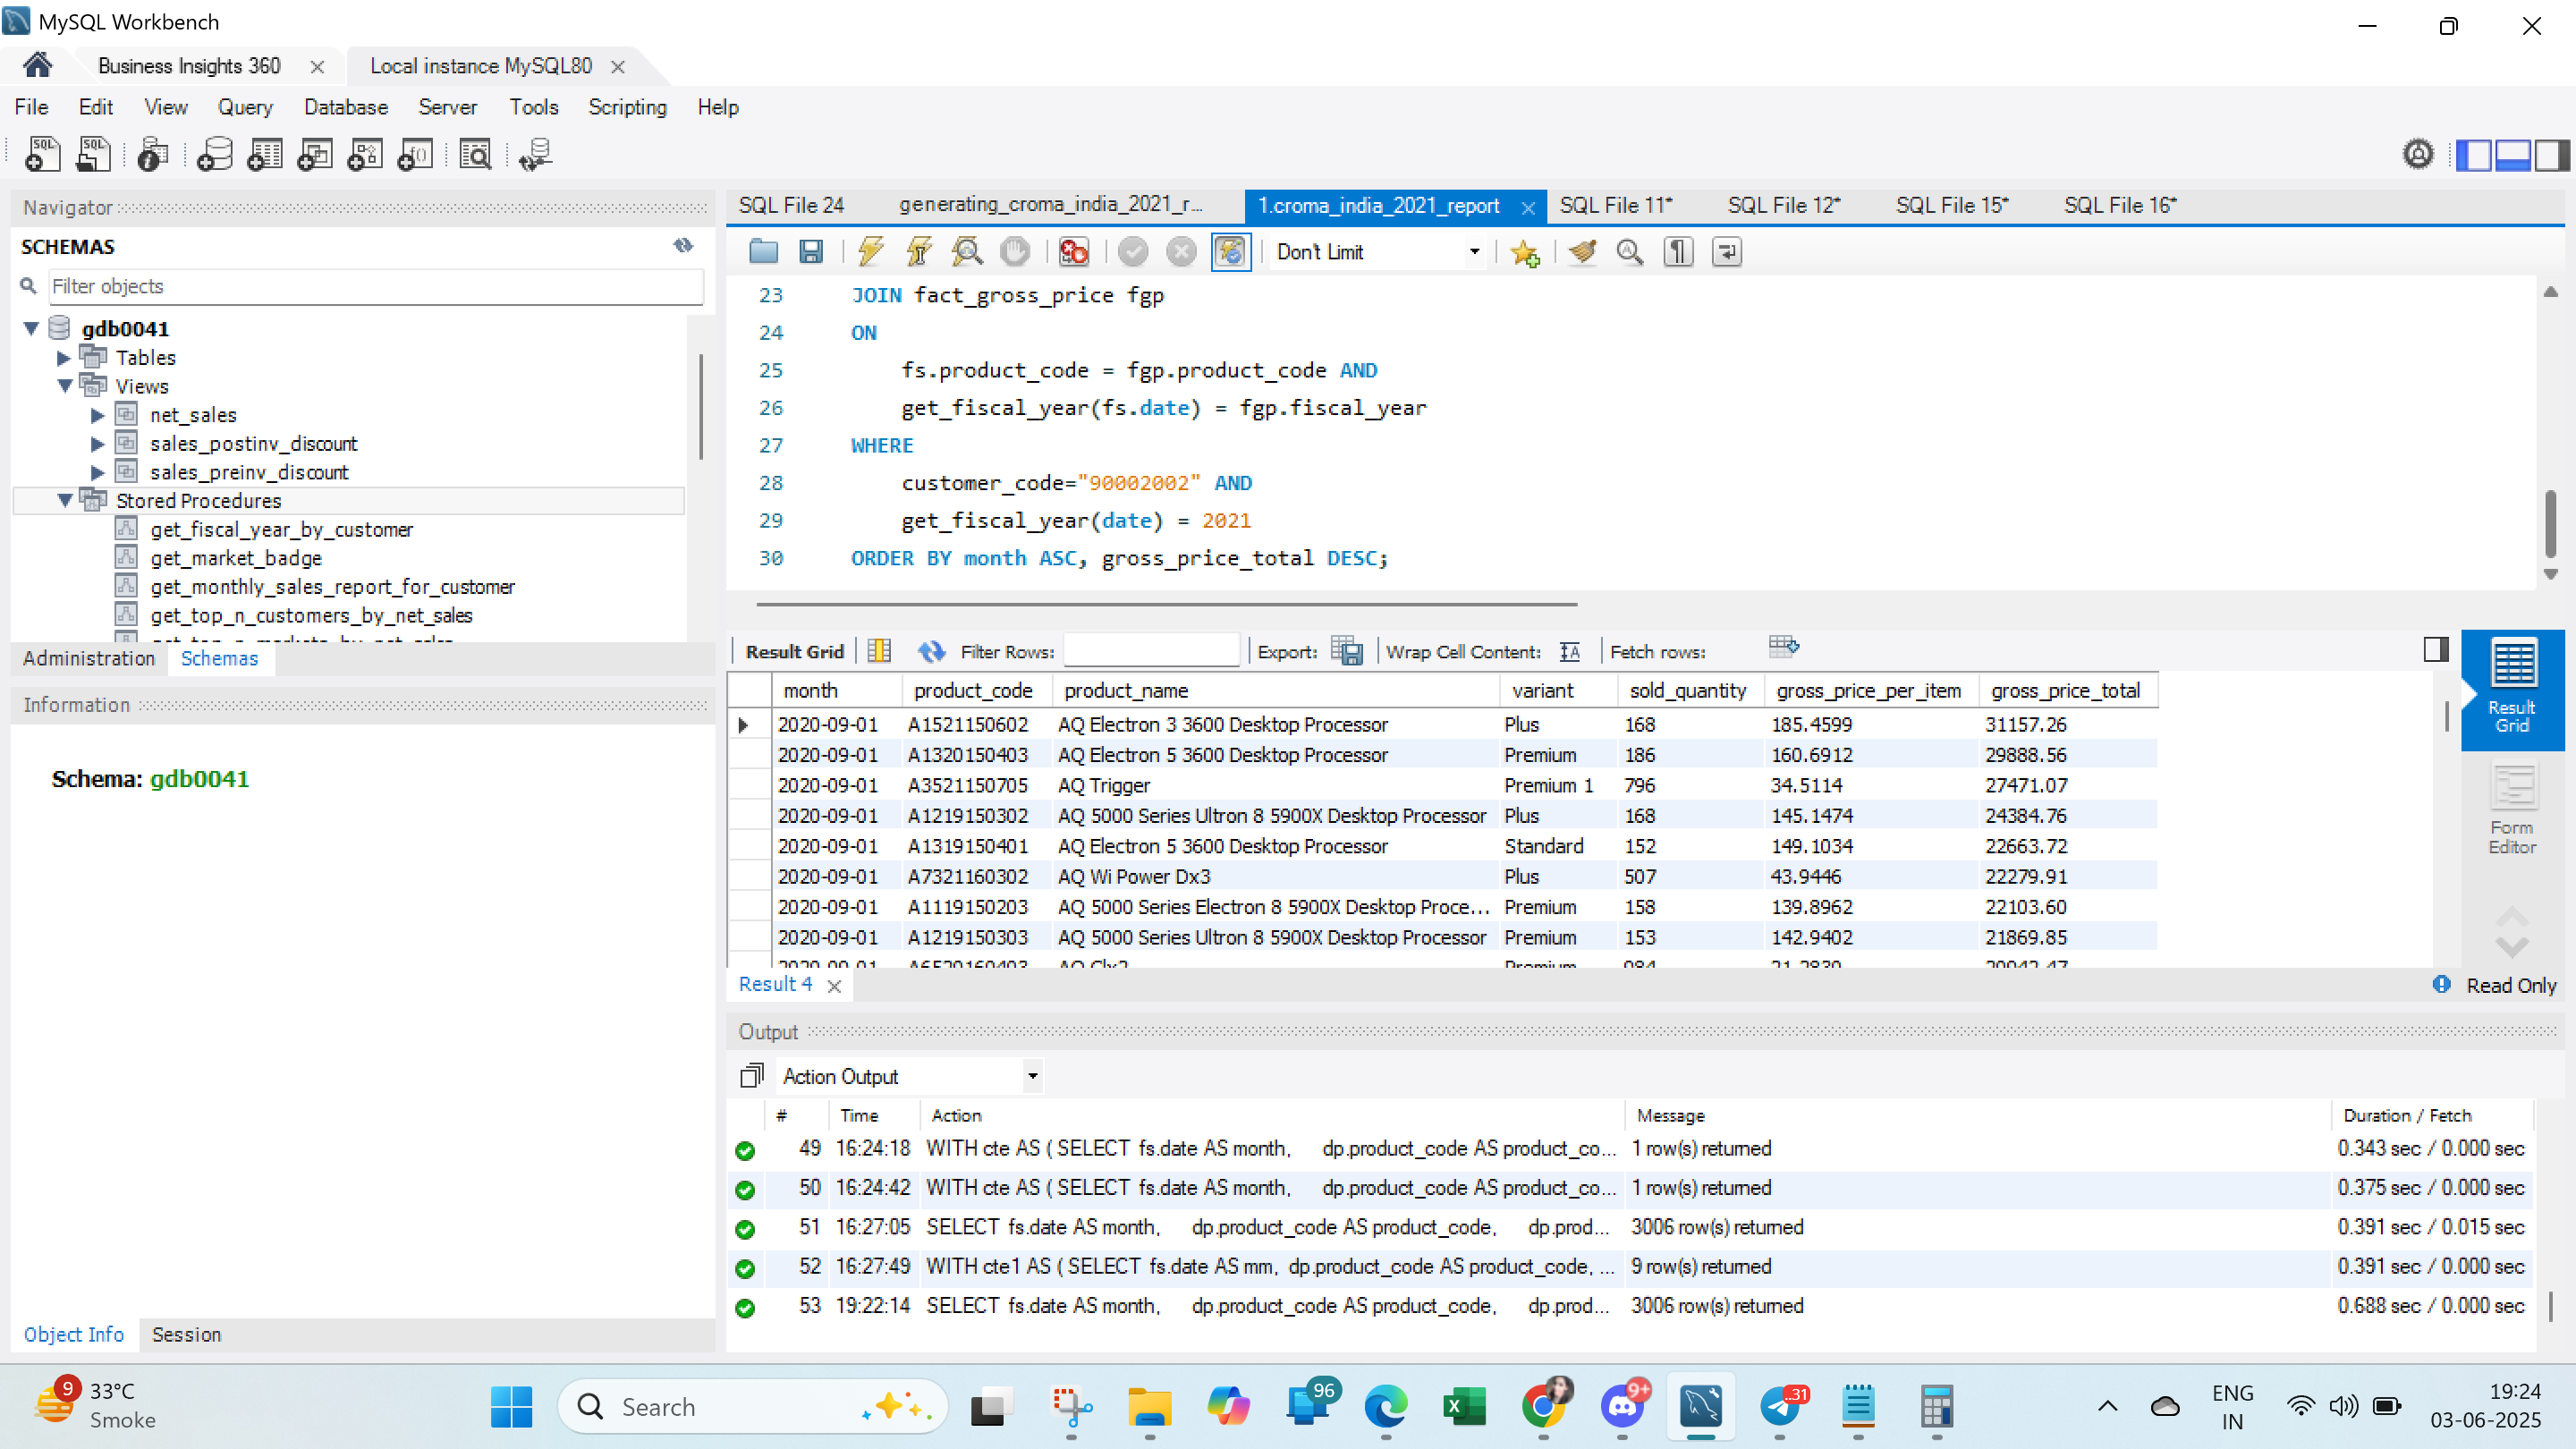 MySQL Workbench
Business Insights 360
Local instance MySQL80
File Edit View Query Database Server Tools Scripting Help
Navigator
SCHEMAS
Filter objects
gdb0041
Tables
Views
net_sales
sales_postinv_discount
sales_preinv_discount
Stored Procedures
get_fiscal_year_by_customer
get_market_badge
get_monthly_sales_report_for_customer
get_top_n_customers_by_net_sales
Administration Schemas
Information
Schema: gdb0041
Object Info Session
SQL File 24 generating_croma_india_2021_r... 1.croma_india_2021_report SQL File 11* SQL File 12* SQL File 15* SQL File 16*
Don't Limit
23 JOIN fact_gross_price fgp
24 ON
25 fs.product_code = fgp.product_code AND
26 get_fiscal_year(fs.date) = fgp.fiscal_year
27 WHERE
28 customer_code="90002002" AND
29 get_fiscal_year(date) = 2021
30 ORDER BY month ASC, gross_price_total DESC;
Result Grid Filter Rows: Export: Wrap Cell Content: Fetch rows:
month product_code product_name variant sold_quantity gross_price_per_item gross_price_total
2020-09-01 A1521150602 AQ Electron 3 3600 Desktop Processor Plus 168 185.4599 31157.26
2020-09-01 A1320150403 AQ Electron 5 3600 Desktop Processor Premium 186 160.6912 29888.56
2020-09-01 A3521150705 AQ Trigger Premium 1 796 34.5114 27471.07
2020-09-01 A1219150302 AQ 5000 Series Ultron 8 5900X Desktop Processor Plus 168 145.1474 24384.76
2020-09-01 A1319150401 AQ Electron 5 3600 Desktop Processor Standard 152 149.1034 22663.72
2020-09-01 A7321160302 AQ Wi Power Dx3 Plus 507 43.9446 22279.91
2020-09-01 A1119150203 AQ 5000 Series Electron 8 5900X Desktop Proce... Premium 158 139.8962 22103.60
2020-09-01 A1219150303 AQ 5000 Series Ultron 8 5900X Desktop Processor Premium 153 142.9402 21869.85
Result Grid
Form Editor
Result 4
Read Only
Output
Action Output
# Time Action Message Duration / Fetch
49 16:24:18 WITH cte AS ( SELECT fs.date AS month, dp.product_code AS product_co... 1 row(s) returned 0.343 sec / 0.000 sec
50 16:24:42 WITH cte AS ( SELECT fs.date AS month, dp.product_code AS product_co... 1 row(s) returned 0.375 sec / 0.000 sec
51 16:27:05 SELECT fs.date AS month, dp.product_code AS product_code, dp.prod... 3006 row(s) returned 0.391 sec / 0.015 sec
52 16:27:49 WITH cte1 AS ( SELECT fs.date AS mm, dp.product_code AS product_code, ... 9 row(s) returned 0.391 sec / 0.000 sec
53 19:22:14 SELECT fs.date AS month, dp.product_code AS product_code, dp.prod... 3006 row(s) returned 0.688 sec / 0.000 sec
9
33°C
Smoke
Search
96
9+
..31
ENG
IN
19:24
03-06-2025